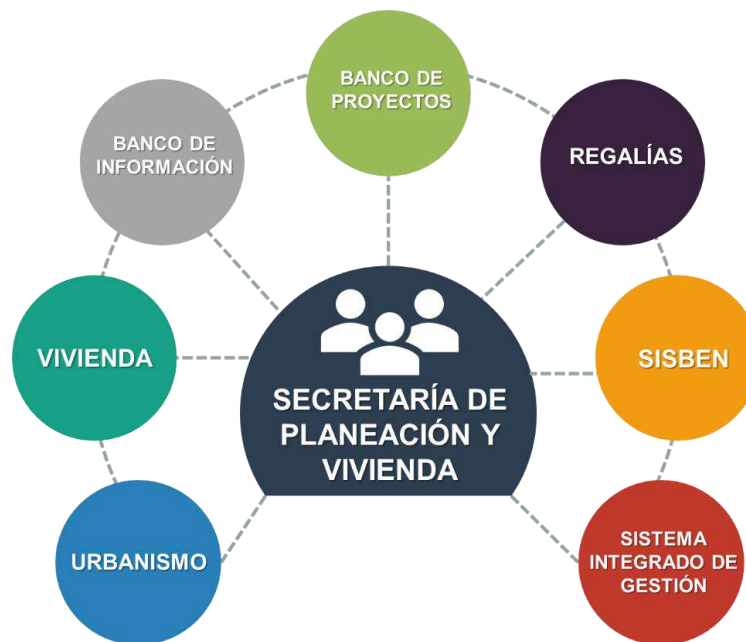 BANCO DE
PROYECTOS
BANCO DE
INFORMACIÓN
REGALÍAS
VIVIENDA
SISBEN
SECRETARÍA DE
PLANEACIÓN Y
VIVIENDA
URBANISMO
SISTEMA
INTEGRADO DE
GESTIÓN